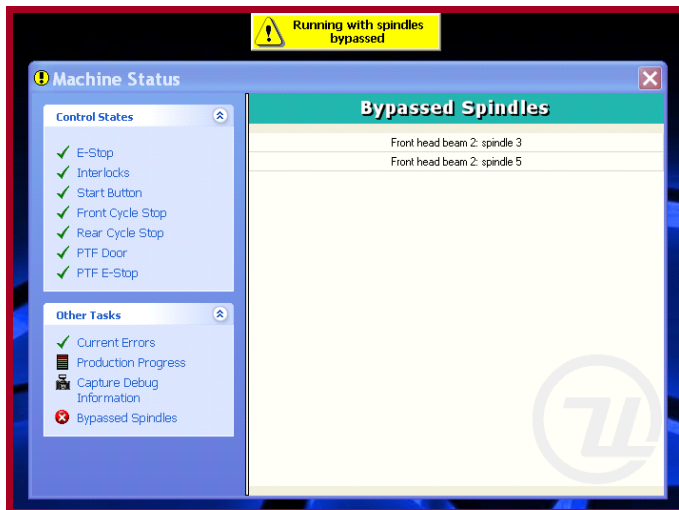 Running with spindles
bypassed
Machine Status
Control States
E-Stop
Interlocks
Start Button
Front Cycle Stop
Rear Cycle Stop
PTF Door
PTF E-Stop
Other Tasks
Current Errors
Production Progress
Capture Debug
Information
Bypassed Spindles
Bypassed Spindles
Front head beam 2: spindle 3
Front head beam 2: spindle 5